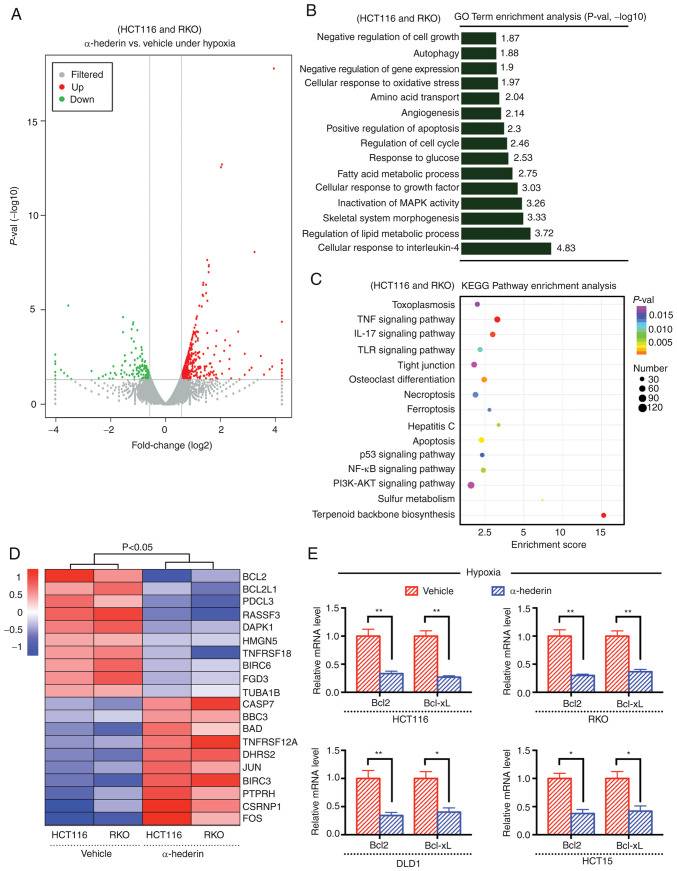 A
(HCT116 and RKO)
α-hederin vs. vehicle under hypoxia
Filtered
Up
Down
P-val (−log10)
15
10
5
0
−4
−2
0
2
4
Fold-change (log2)
B
(HCT116 and RKO)
GO Term enrichment analysis (P-val, −log10)
Negative regulation of cell growth 1.87
Autophagy 1.88
Negative regulation of gene expression 1.9
Cellular response to oxidative stress 1.97
Amino acid transport 2.04
Angiogenesis 2.14
Positive regulation of apoptosis 2.3
Regulation of cell cycle 2.46
Response to glucose 2.53
Fatty acid metabolic process 2.75
Cellular response to growth factor 3.03
Inactivation of MAPK activity 3.26
Skeletal system morphogenesis 3.33
Regulation of lipid metabolic process 3.72
Cellular response to interleukin-4 4.83
C
(HCT116 and RKO)
KEGG Pathway enrichment analysis
Toxoplasmosis
TNF signaling pathway
IL-17 signaling pathway
TLR signaling pathway
Tight junction
Osteoclast differentiation
Necroptosis
Ferroptosis
Hepatitis C
Apoptosis
p53 signaling pathway
NF-κB signaling pathway
PI3K-AKT signaling pathway
Sulfur metabolism
Terpenoid backbone biosynthesis
2.5
5
10
15
Enrichment score
P-val
0.015
0.010
0.005
Number
30
60
90
120
D
P<0.05
1
0.5
0
−0.5
−1
BCL2
BCL2L1
PDCL3
RASSF3
DAPK1
HMGN5
TNFRSF18
BIRC6
FGD3
TUBA1B
CASP7
BBC3
BAD
TNFRSF12A
DHRS2
JUN
BIRC3
PTPRH
CSRNP1
FOS
HCT116 RKO HCT116 RKO
Vehicle α-hederin
E
Hypoxia
Vehicle α-hederin
Relative mRNA level
1.5
1.0
0.5
0.0
**
**
Bcl2 Bcl-xL
HCT116
Relative mRNA level
1.5
1.0
0.5
0.0
**
**
Bcl2 Bcl-xL
RKO
Relative mRNA level
1.5
1.0
0.5
0.0
**
*
Bcl2 Bcl-xL
DLD1
Relative mRNA level
1.5
1.0
0.5
0.0
*
*
Bcl2 Bcl-xL
HCT15